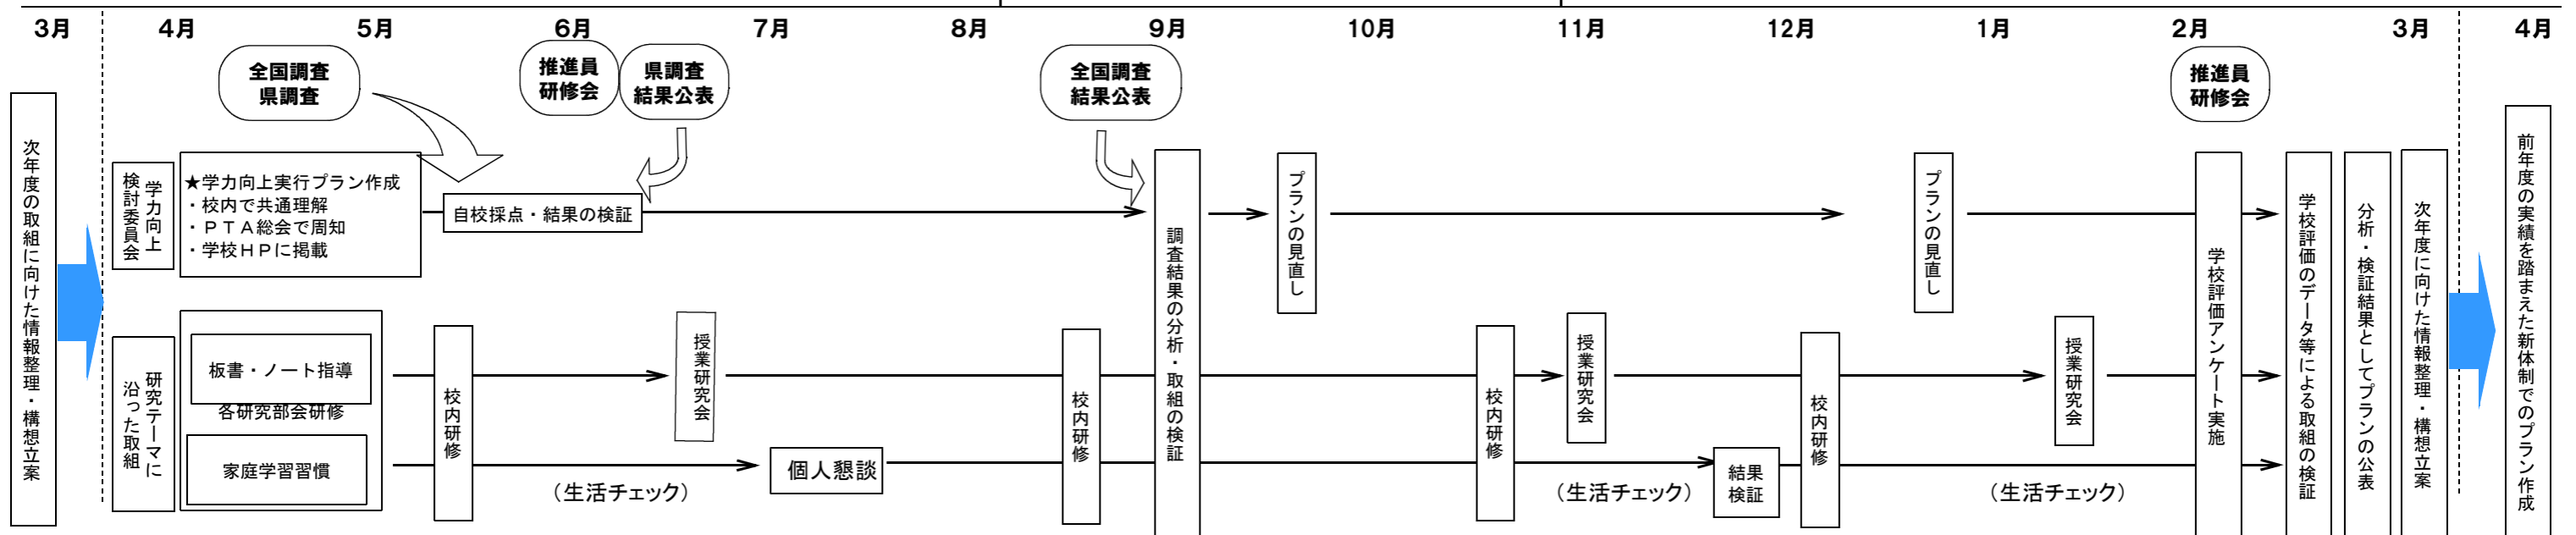 3月
4月
5月
6月
7月
8月
9月
10月
11月
12月
1月
2月
3月
4月
全国調査
県調査
推進員
研修会
県調査
結果公表
全国調査
結果公表
推進員
研修会
次年度の取組に向けた情報整理・構想立案
学力向上
検討委員会
★学力向上実行プラン作成
・校内で共通理解
・ＰＴＡ総会で周知
・学校ＨＰに掲載
自校採点・結果の検証
調査結果の分析・取組の検証
プランの見直し
プランの見直し
学校評価アンケート実施
学校評価のデータ等による取組の検証
分析・検証結果としてプランの公表
次年度に向けた情報整理・構想立案
前年度の実績を踏まえた新体制でのプラン作成
研究テーマに
沿った取組
板書・ノート指導
各研究部会研修
家庭学習習慣
校内研修
授業研究会
（生活チェック）
個人懇談
校内研修
校内研修
授業研究会
（生活チェック）
結果
検証
校内研修
授業研究会
（生活チェック）